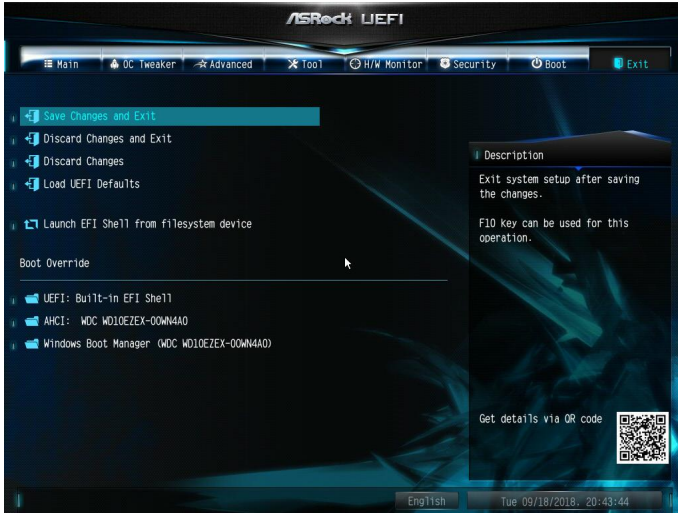 ASRock UEFI
Main OC Tweaker Advanced Tool H/W Monitor Security Boot Exit
Save Changes and Exit
Discard Changes and Exit
Discard Changes
Load UEFI Defaults
Launch EFI Shell from filesystem device
Boot Override
UEFI: Built-in EFI Shell
AHCI: WDC WD10EZEX-00WN4A0
Windows Boot Manager (WDC WD10EZEX-00WN4A0)
Description
Exit system setup after saving
the changes.
F10 Key can be used for this
operation.
Get details via QR code
English Tue 09/18/2018. 20:43:44